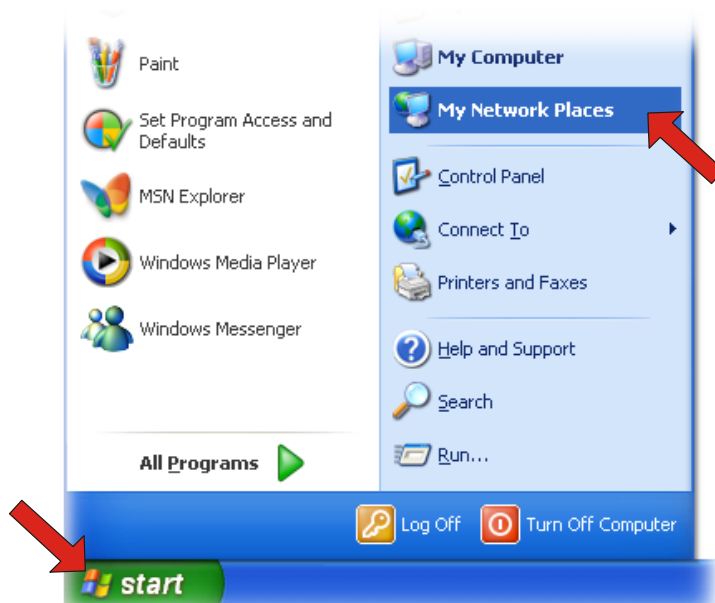 Paint
Set Program Access and
Defaults
MSN Explorer
Windows Media Player
Windows Messenger
All Programs
My Computer
My Network Places
Control Panel
Connect To
Printers and Faxes
Help and Support
Search
Run...
Log Off
Turn Off Computer
start